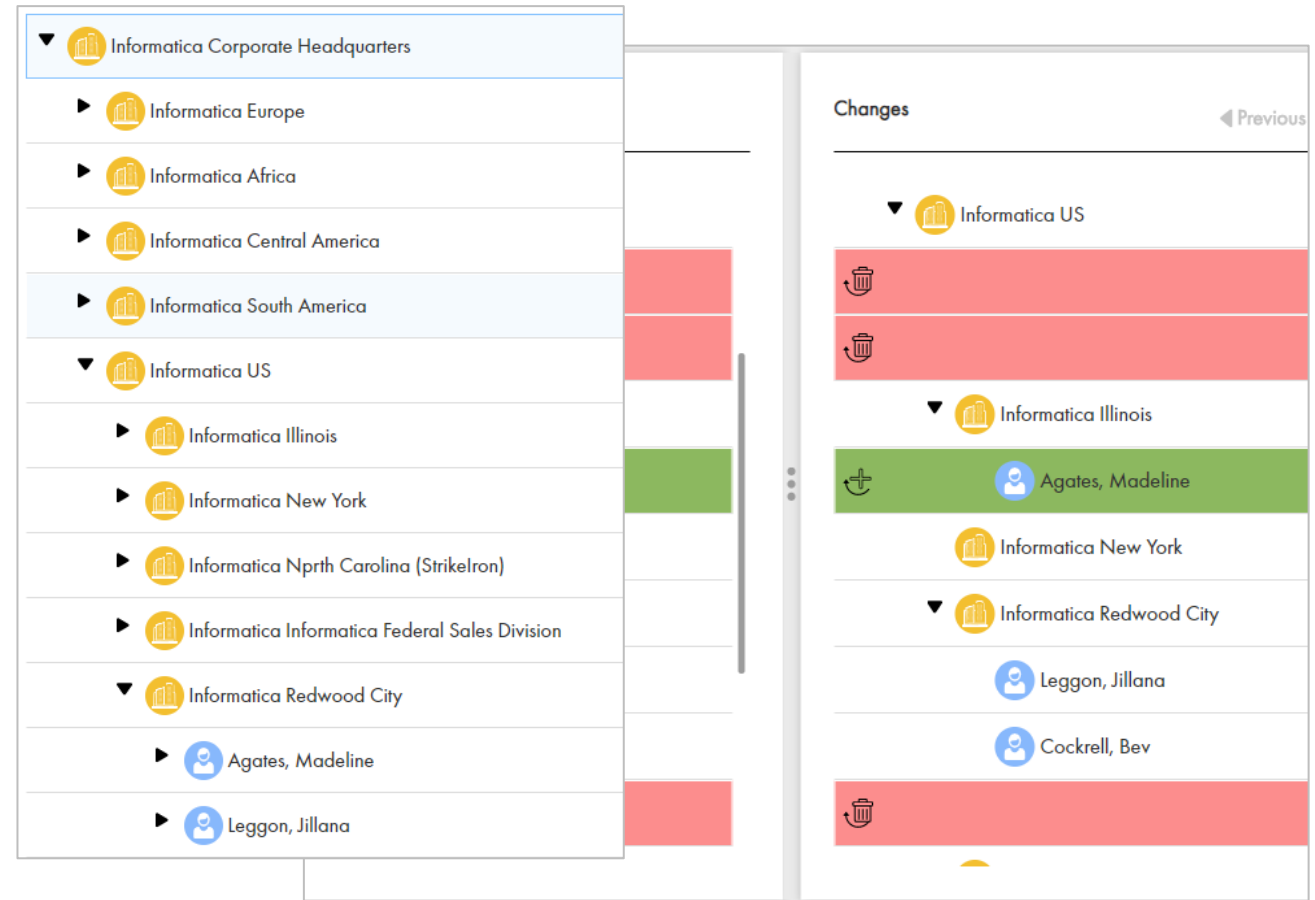 Informatica Corporate Headquarters
Informatica Europe
Informatica Africa
Informatica Central America
Informatica South America
Informatica US
Informatica Illinois
Informatica New York
Informatica Nprth Carolina (StrikeIron)
Informatica Informatica Federal Sales Division
Informatica Redwood City
Agates, Madeline
Leggon, Jillana
Changes
Previous
Informatica US
Informatica Illinois
Agates, Madeline
Informatica New York
Informatica Redwood City
Leggon, Jillana
Cockrell, Bev